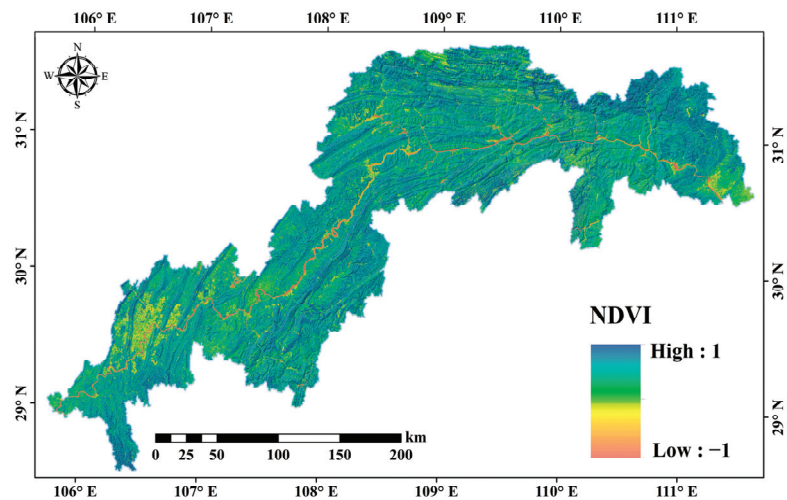 106° E 107° E 108° E 109° E 110° E 111° E
N
W E
S
31° N 31° N
30° N 30° N
29° N 29° N
NDVI
High : 1
Low : −1
km
0 25 50 100 150 200
106° E 107° E 108° E 109° E 110° E 111° E